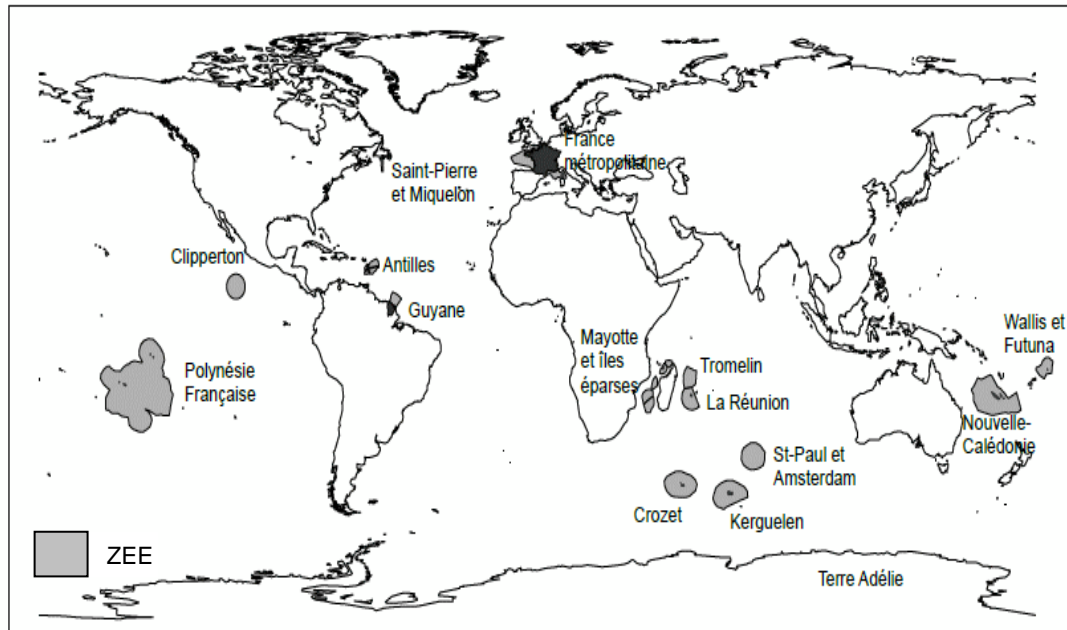 France
métropolitaine
Saint-Pierre
et Miquelon
Clipperton
Antilles
Guyane
Polynésie
Française
Mayotte
et îles
éparses
Tromelin
La Réunion
Wallis et
Futuna
Nouvelle-
Calédonie
St-Paul et
Amsterdam
Crozet
Kerguelen
ZEE
Terre Adélie